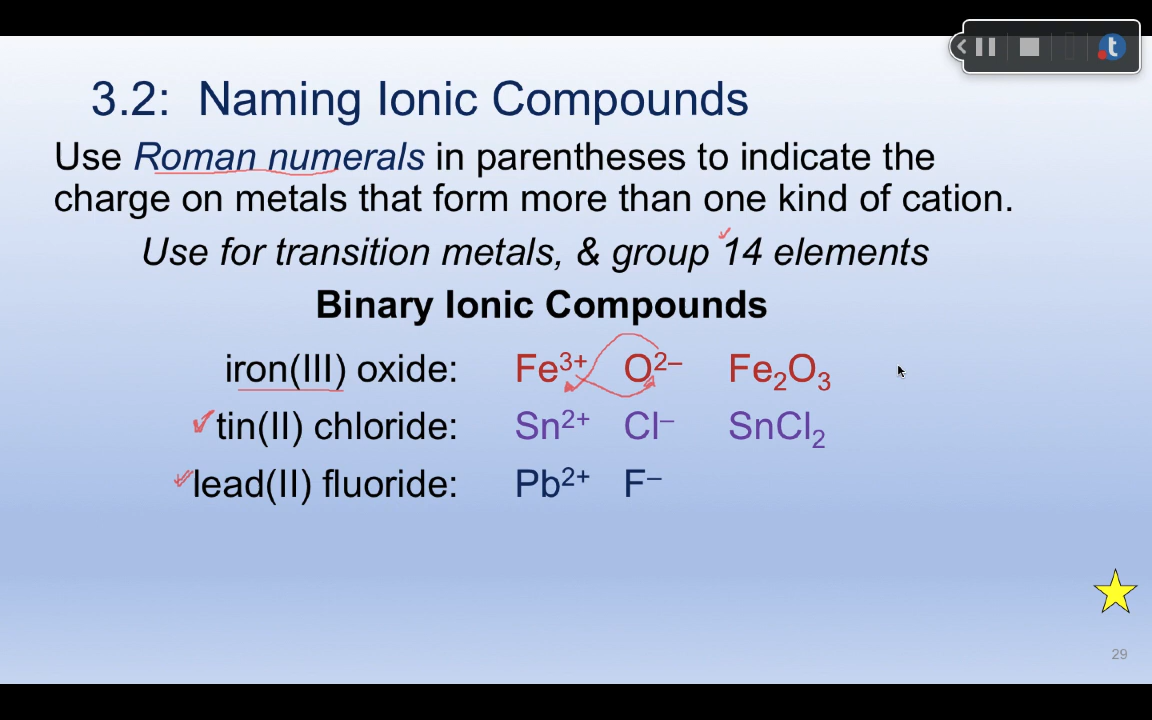 3.2: Naming Ionic Compounds
Use Roman numerals in parentheses to indicate the
charge on metals that form more than one kind of cation.
Use for transition metals, & group 14 elements
Binary Ionic Compounds
iron(III) oxide: Fe³⁺ O²⁻ Fe₂O₃
tin(II) chloride: Sn²⁺ Cl⁻ SnCl₂
lead(II) fluoride: Pb²⁺ F⁻
29
t